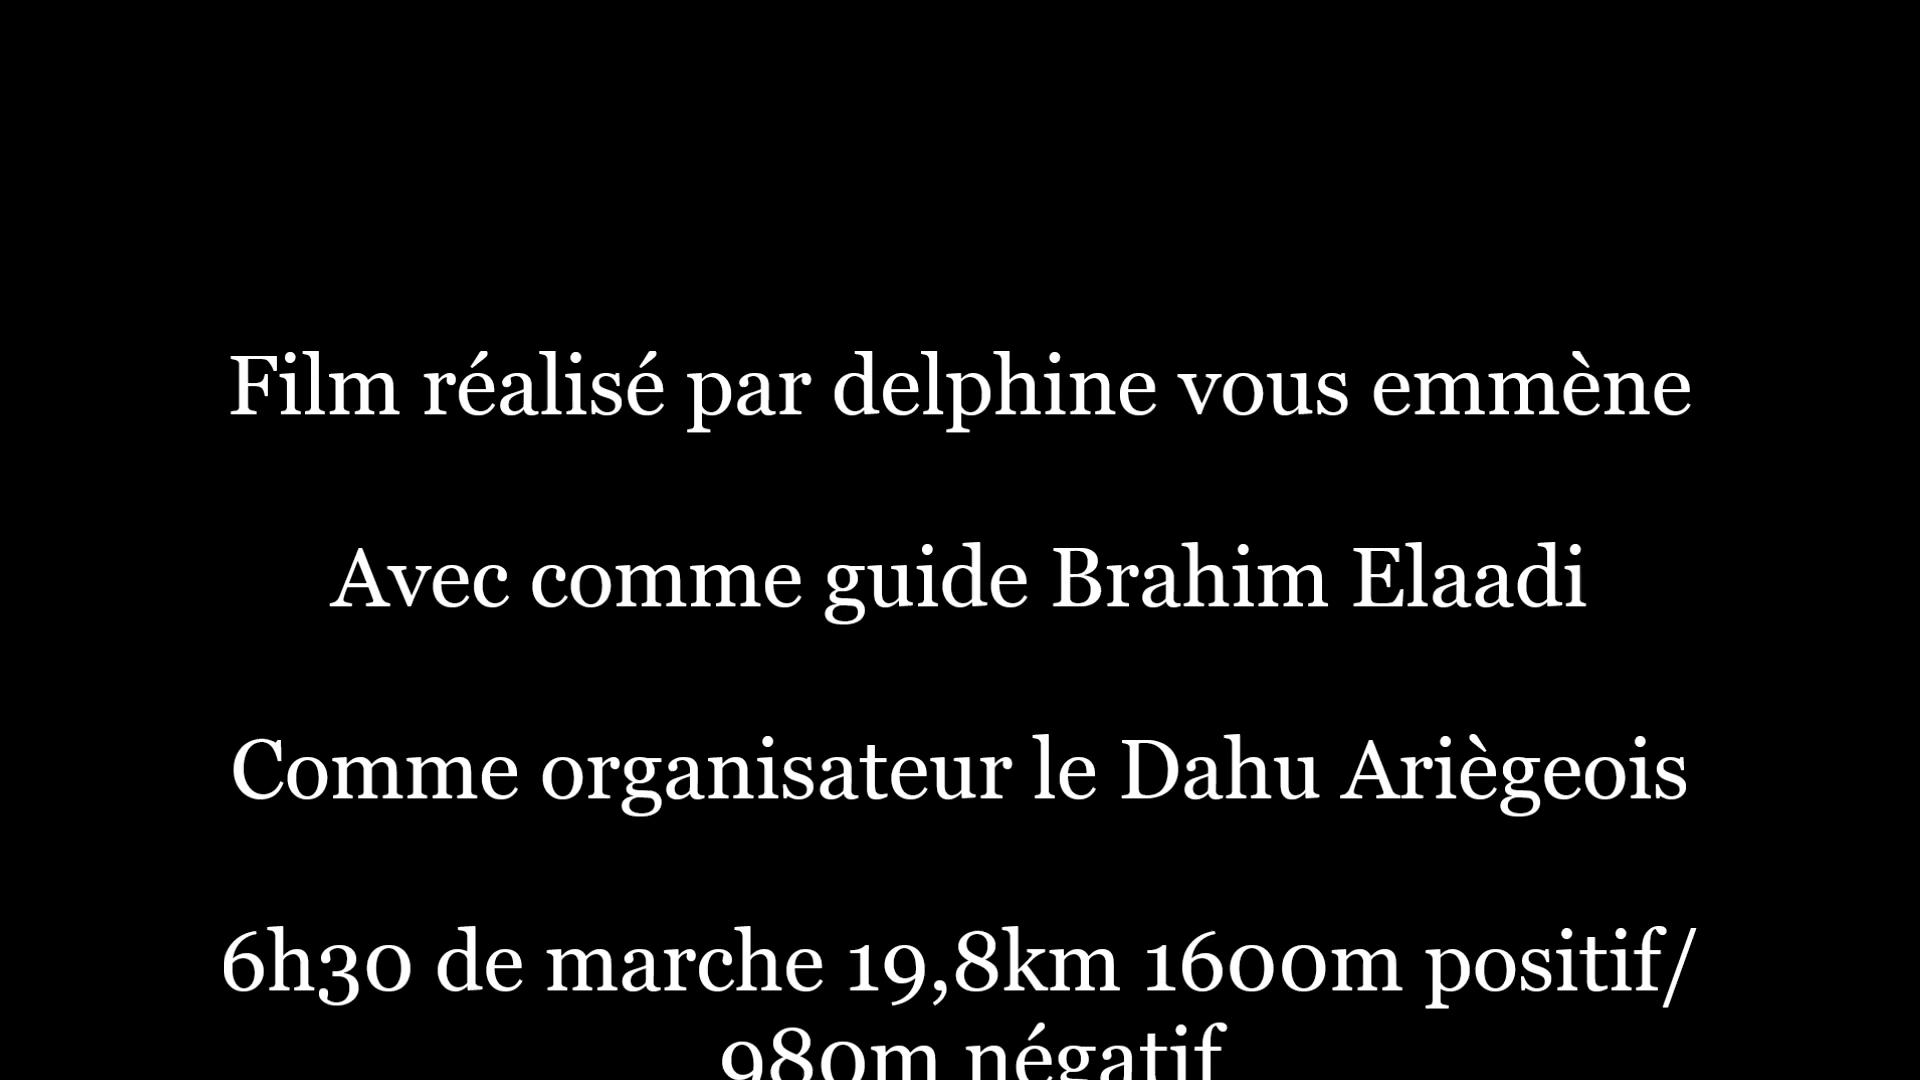 Film réalisé par delphine vous emmène
Avec comme guide Brahim Elaadi
Comme organisateur le Dahu Ariègeois
6h30 de marche 19,8km 1600m positif/
980m négatif